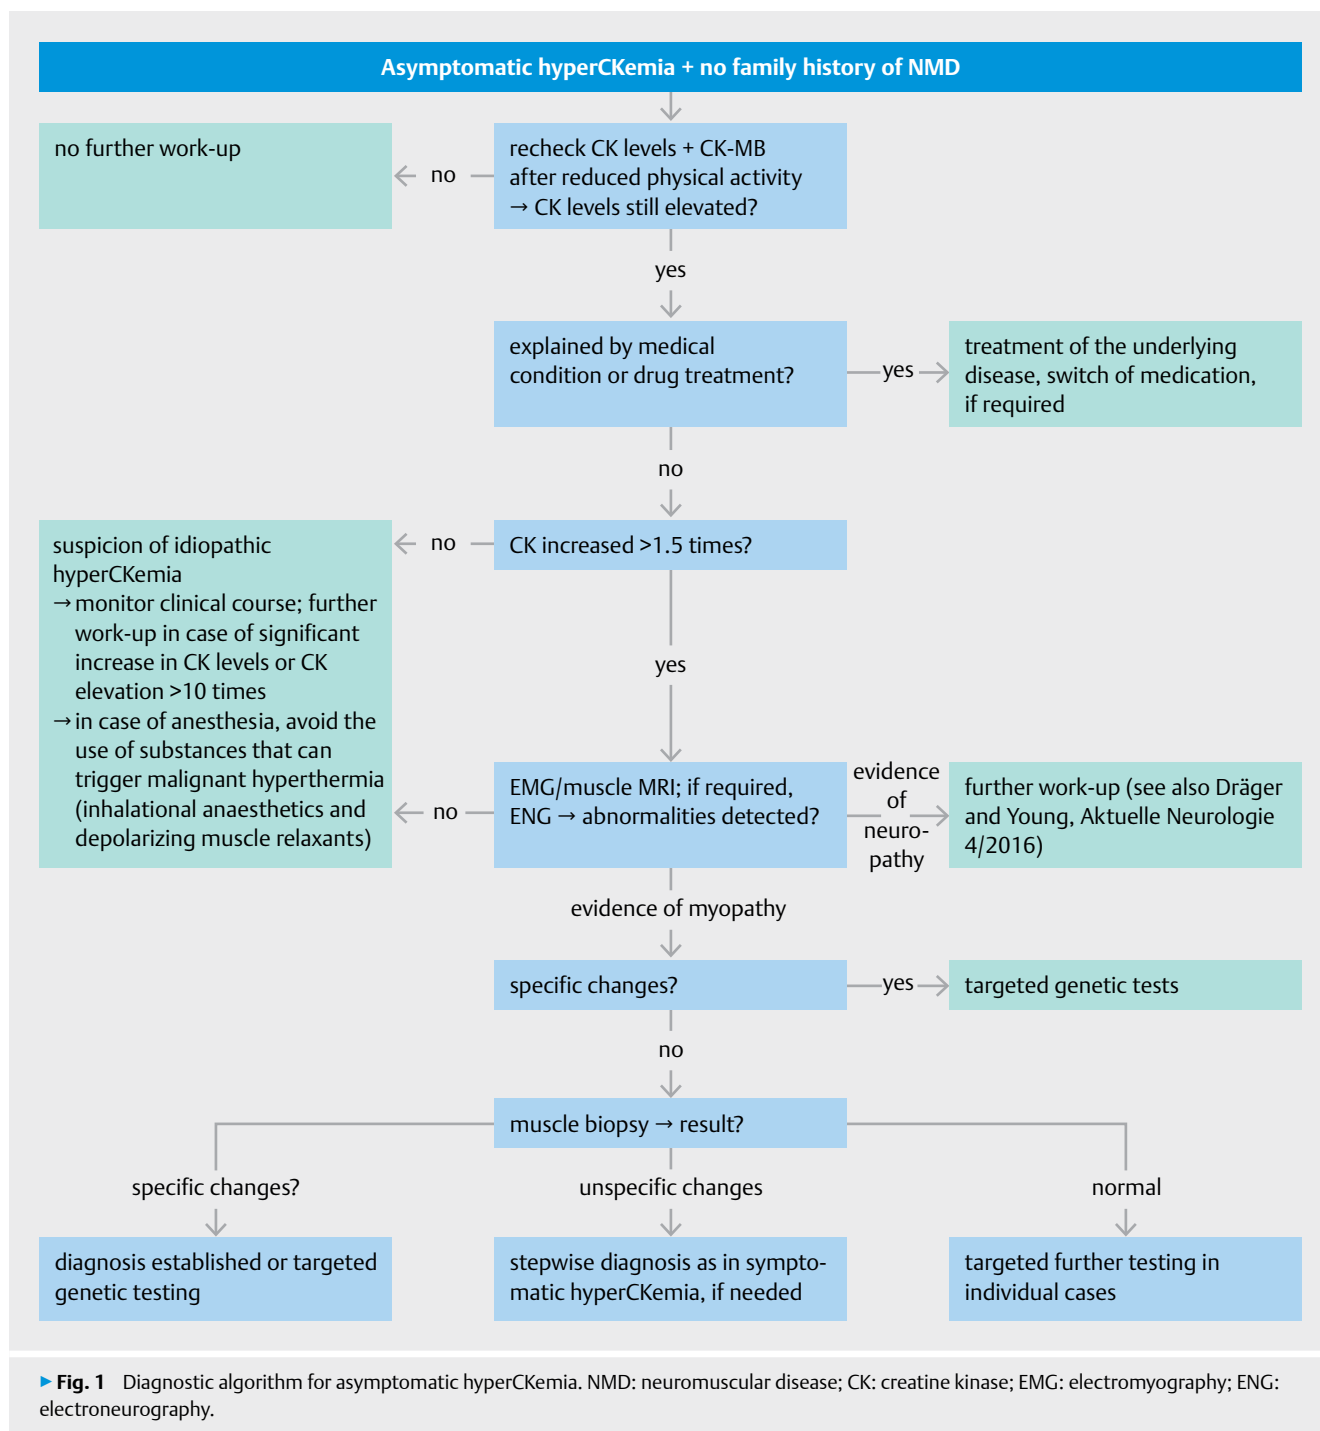 Asymptomatic hyperCKemia + no family history of NMD
no further work-up
no
recheck CK levels + CK-MB
after reduced physical activity
→ CK levels still elevated?
yes
explained by medical
condition or drug treatment?
yes
treatment of the underlying
disease, switch of medication,
if required
no
suspicion of idiopathic
hyperCKemia
→ monitor clinical course; further
work-up in case of significant
increase in CK levels or CK
elevation >10 times
→ in case of anesthesia, avoid the
use of substances that can
trigger malignant hyperthermia
(inhalational anaesthetics and
depolarizing muscle relaxants)
no
CK increased >1.5 times?
yes
no
EMG/muscle MRI; if required,
ENG → abnormalities detected?
evidence
of
neuro-
pathy
further work-up (see also Dräger
and Young, Aktuelle Neurologie
4/2016)
evidence of myopathy
specific changes?
yes
targeted genetic tests
no
muscle biopsy → result?
specific changes?
unspecific changes
normal
diagnosis established or targeted
genetic testing
stepwise diagnosis as in sympto-
matic hyperCKemia, if needed
targeted further testing in
individual cases
▶ Fig. 1 Diagnostic algorithm for asymptomatic hyperCKemia. NMD: neuromuscular disease; CK: creatine kinase; EMG: electromyography; ENG:
electroneurography.